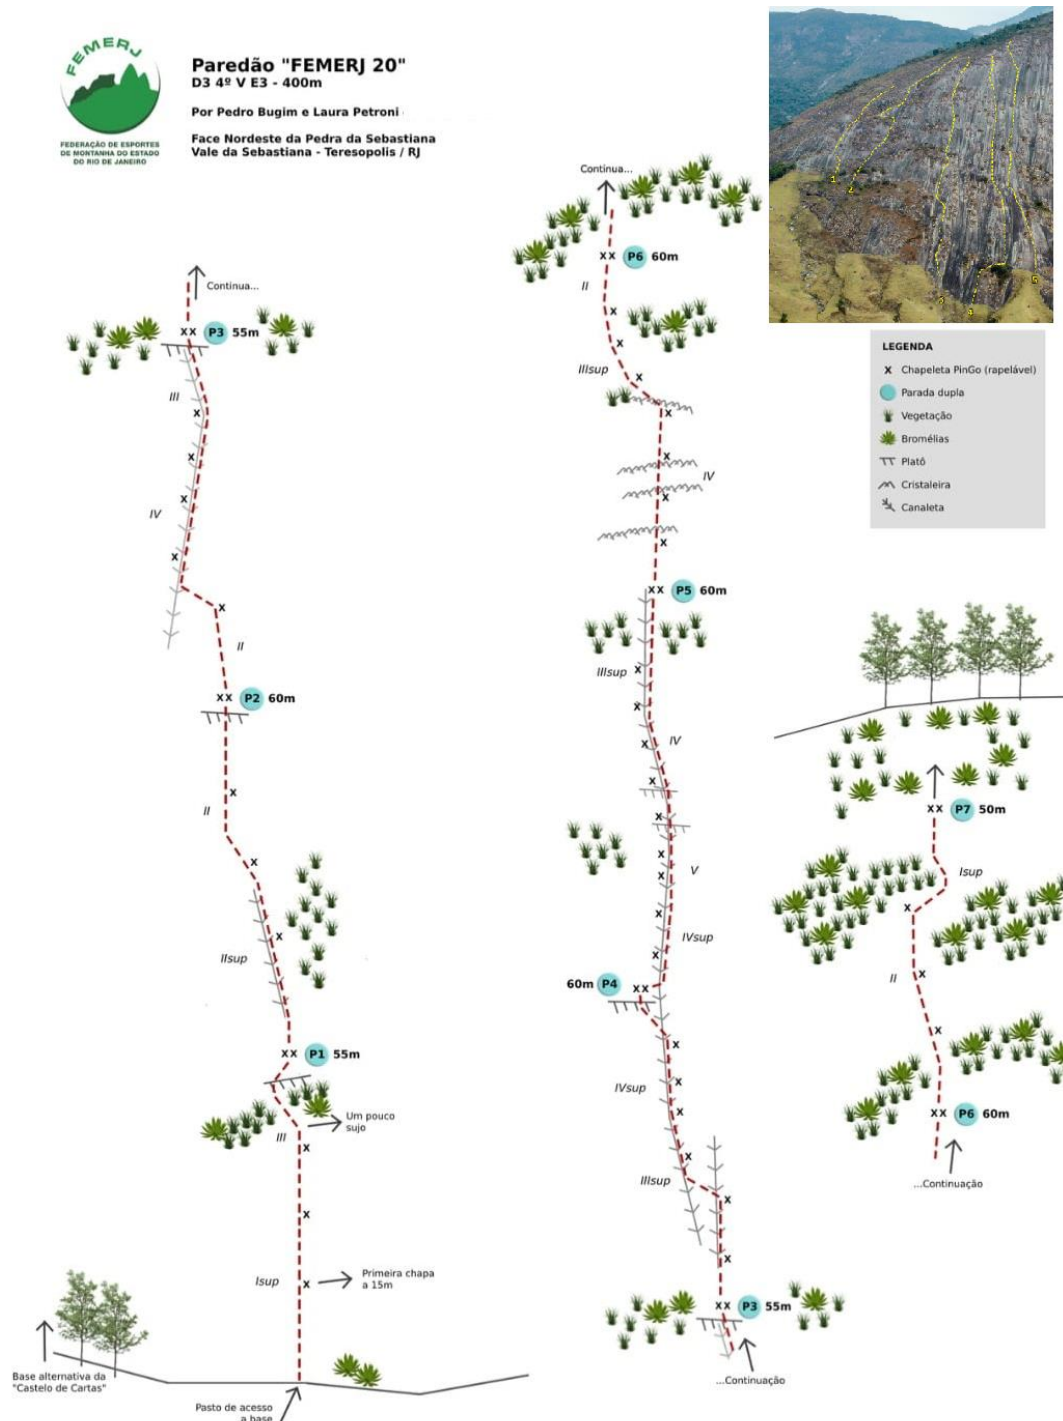 FEMERJ
FEDERAÇÃO DE ESPORTES
DE MONTANHA DO ESTADO
DO RIO DE JANEIRO
Paredão "FEMERJ 20"
D3 4º V E3 - 400m
Por Pedro Bugim e Laura Petroni
Face Nordeste da Pedra da Sebastiana
Vale da Sebastiana - Teresopolis / RJ
Continua...
x x P3 55m
III
x
x
x
IV
x
x
II
x x P2 60m
x
II
x
x
IIsup
x x P1 55m
Um pouco
sujo
III
x
x
Isup
x
Primeira chapa
a 15m
Base alternativa da
"Castelo de Cartas"
Pasto de acesso
a base
Continua...
x x P6 60m
II
x
x
IIIsup
x
x
x
IV
x
x
x x P5 60m
x
IIIsup
x
x
IV
x
x
x
x
V
x
IVsup
x
60m P4 x x
x
x
IVsup
x
x
IIIsup
x
x
x x P3 55m
...Continuação
1
2
3
4
5
LEGENDA
x Chapeleta PinGo (rapelável)
Parada dupla
Vegetação
Bromélias
Platô
Cristaleira
Canaleta
x x P7 50m
Isup
x
x
II
x
x x P6 60m
...Continuação